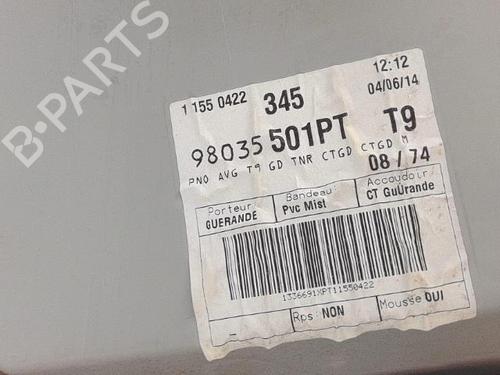 B-PARTS
1 155 0422 345 12:12
04/06/14
98035 501PT T9
PNO AVG T9 GD TNR CTGD CTGD M
08 / 74
Porteur: Bandeau: Accoudoir:
GUERANDE Pvc Mist CT GuUrande
1336691XPT11550422
Rps: NON Mousse OUI